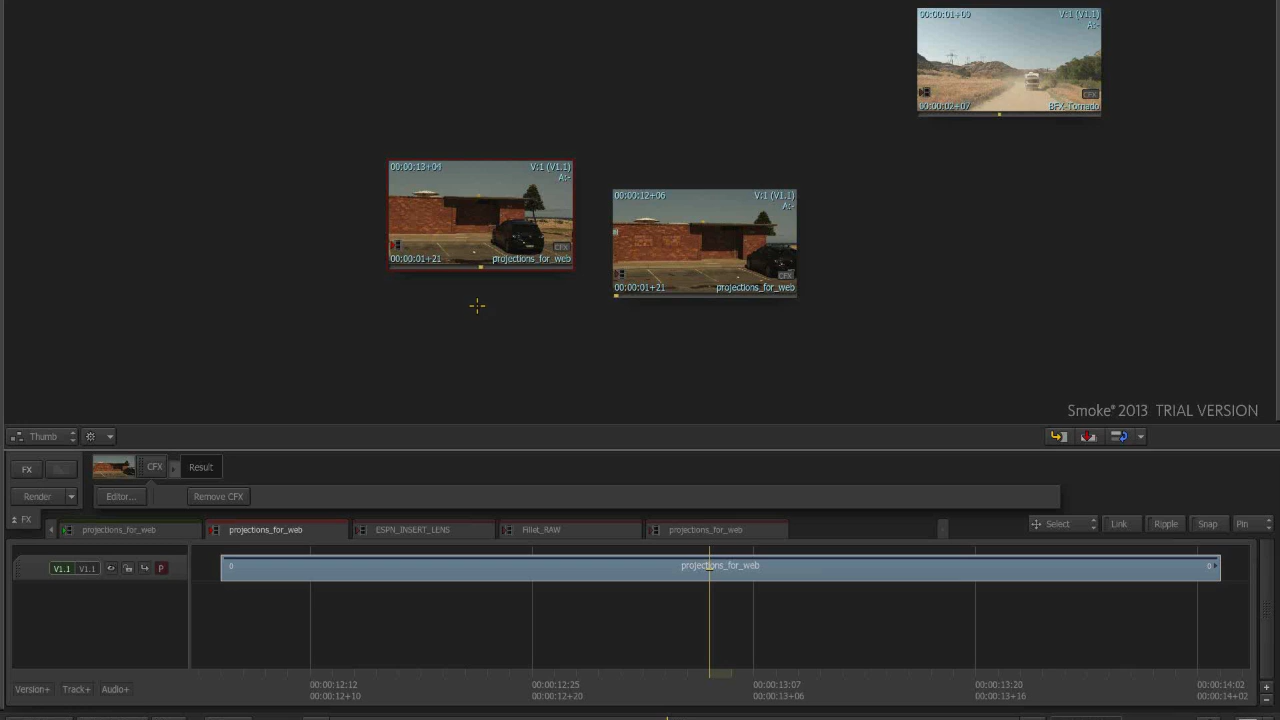 00:00:01+00 V:1 (V1.1)
A:-
CFX
00:00:02+07 BFX-Tornado
00:00:13+04 V:1 (V1.1)
A:-
CFX
00:00:01+21 projections_for_web
00:00:12+06 V:1 (V1.1)
A:-
CFX
00:00:01+21 projections_for_web
Smoke® 2013 TRIAL VERSION
Thumb
FX
CFX
Result
Render
Editor...
Remove CFX
FX
projections_for_web
projections_for_web
ESPN_INSERT_LENS
Fillet_RAW
projections_for_web
Select
Link
Ripple
Snap
Pin
V1.1 V1.1 P
0 projections_for_web 0
Version+ Track+ Audio+
00:00:12:12 00:00:12:25 00:00:13:07 00:00:13:20 00:00:14:02
00:00:12+10 00:00:12+20 00:00:13+06 00:00:13+16 00:00:14+02